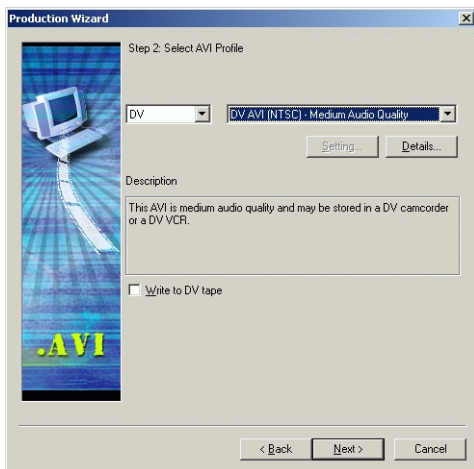 Production Wizard
Step 2: Select AVI Profile
DV
DV AVI (NTSC) - Medium Audio Quality
Setting...
Details...
Description
This AVI is medium audio quality and may be stored in a DV camcorder
or a DV VCR.
Write to DV tape
.AVI
< Back
Next >
Cancel